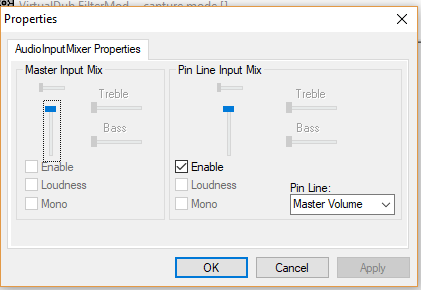 VirtualDub FilterMod - capture mode []
Properties
AudioInputMixer Properties
Master Input Mix
Treble
Bass
Enable
Loudness
Mono
Pin Line Input Mix
Treble
Bass
Enable
Loudness
Mono
Pin Line:
Master Volume
OK
Cancel
Apply